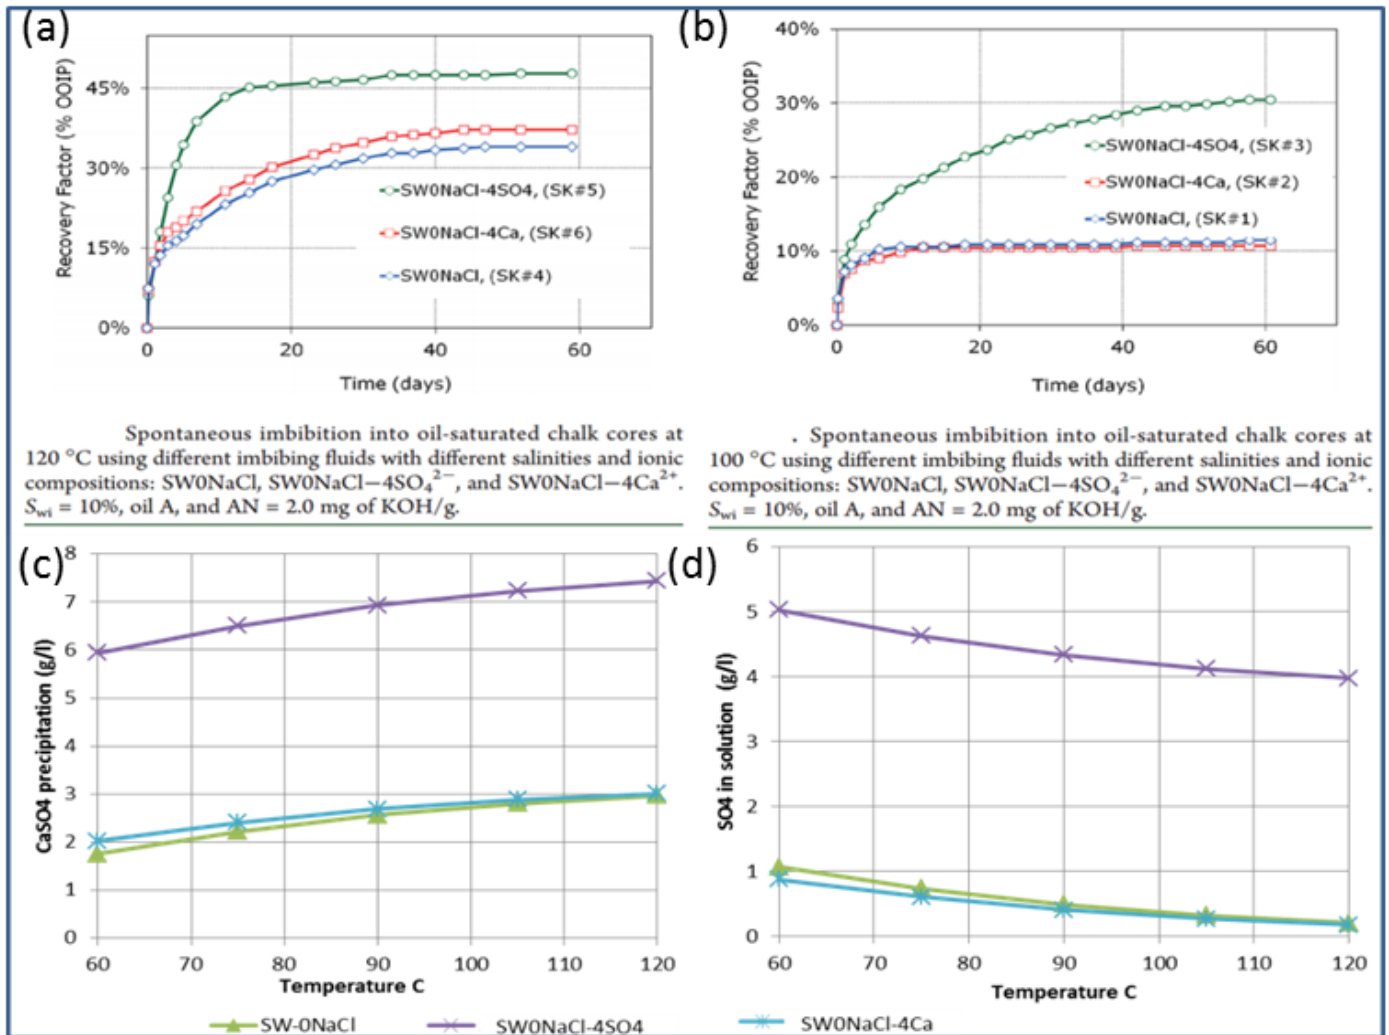 (a)
45%
30%
15%
0%
Recovery Factor (% OOIP)
SW0NaCl-4SO4, (SK#5)
SW0NaCl-4Ca, (SK#6)
SW0NaCl, (SK#4)
0 20 40 60
Time (days)
Spontaneous imbibition into oil-saturated chalk cores at
120 °C using different imbibing fluids with different salinities and ionic
compositions: SW0NaCl, SW0NaCl−4SO₄²⁻, and SW0NaCl−4Ca²⁺.
Swi = 10%, oil A, and AN = 2.0 mg of KOH/g.
(b)
40%
30%
20%
10%
0%
Recovery Factor (% OOIP)
SW0NaCl-4SO4, (SK#3)
SW0NaCl-4Ca, (SK#2)
SW0NaCl, (SK#1)
0 20 40 60
Time (days)
. Spontaneous imbibition into oil-saturated chalk cores at
100 °C using different imbibing fluids with different salinities and ionic
compositions: SW0NaCl, SW0NaCl−4SO₄²⁻, and SW0NaCl−4Ca²⁺.
Swi = 10%, oil A, and AN = 2.0 mg of KOH/g.
(c)
8
7
6
5
4
3
2
1
0
CaSO4 precipitation (g/l)
60 70 80 90 100 110 120
Temperature C
(d)
6
5
4
3
2
1
0
SO4 in solution (g/l)
60 70 80 90 100 110 120
Temperature C
SW-0NaCl SW0NaCl-4SO4 SW0NaCl-4Ca